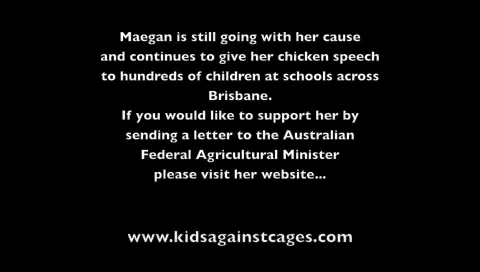 Maegan is still going with her cause
and continues to give her chicken speech
to hundreds of children at schools across
Brisbane.
If you would like to support her by
sending a letter to the Australian
Federal Agricultural Minister
please visit her website...
www.kidsagainstcages.com